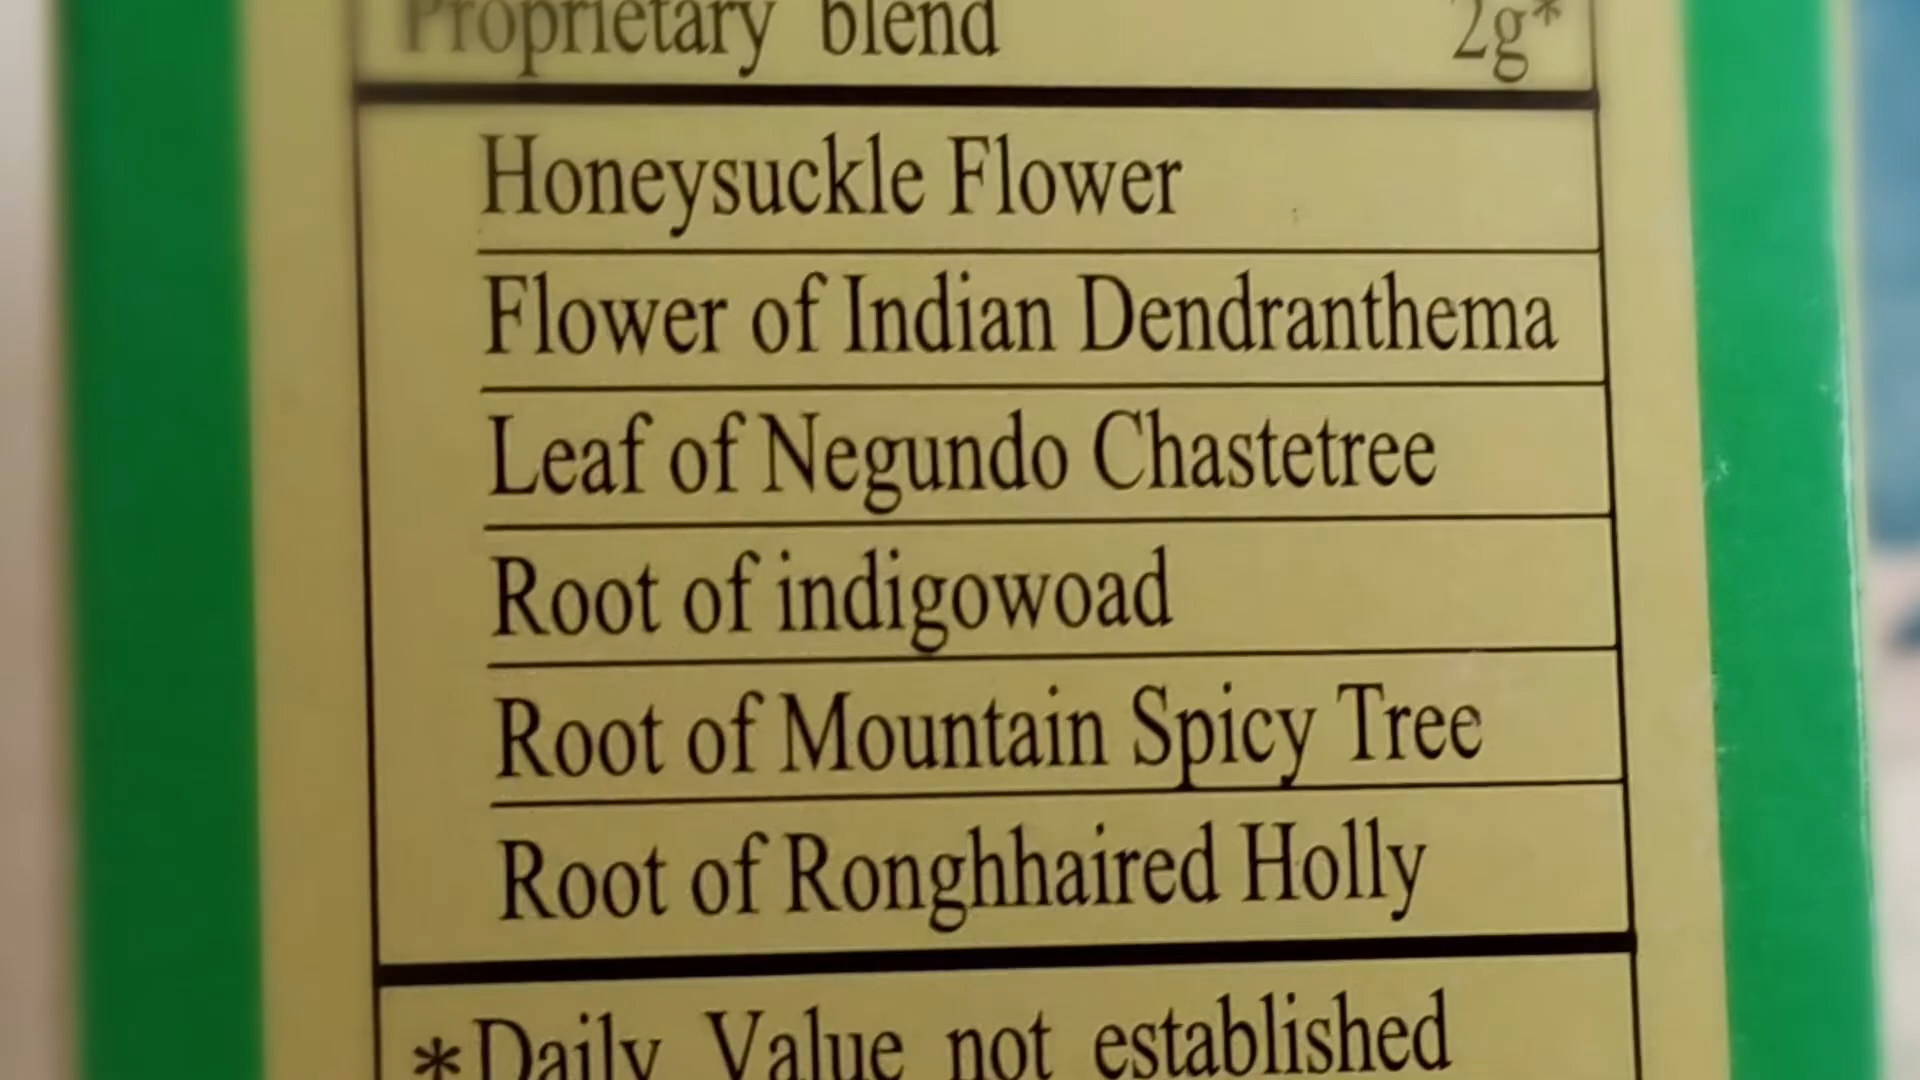 Proprietary blend 2g*
Honeysuckle Flower
Flower of Indian Dendranthema
Leaf of Negundo Chastetree
Root of indigowoad
Root of Mountain Spicy Tree
Root of Ronghhaired Holly
*Daily Value not established